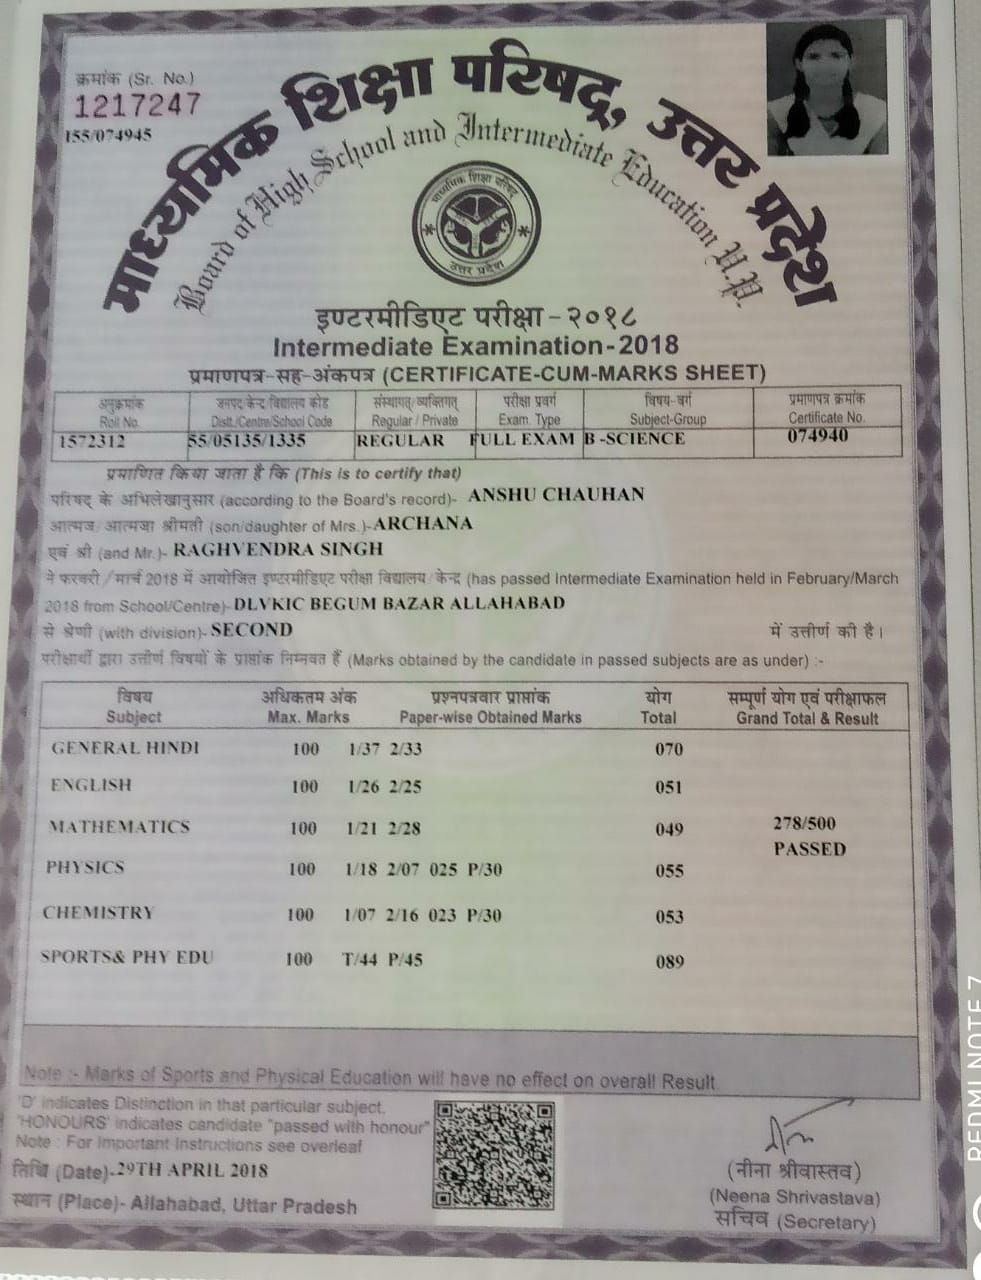 क्रमांक (Sr. No.)
1217247
155/074945
माध्यमिक शिक्षा परिषद्, उत्तर प्रदेश
Board of High School and Intermediate Education U.P.
माध्यमिक शिक्षा परिषद्
उत्तर प्रदेश
इण्टरमीडिएट परीक्षा-२०१८
Intermediate Examination-2018
प्रमाणपत्र-सह-अंकपत्र (CERTIFICATE-CUM-MARKS SHEET)
अनुक्रमांक जनपद/केन्द्र/विद्यालय कोड संस्थागत/व्यक्तिगत परीक्षा प्रवर्ग विषय-वर्ग प्रमाणपत्र क्रमांक
Roll No. Distt./Centre/School Code Regular / Private Exam. Type Subject-Group Certificate No.
1572312 55/05135/1335 REGULAR FULL EXAM B -SCIENCE 074940
प्रमाणित किया जाता है कि (This is to certify that)
परिषद के अभिलेखानुसार (according to the Board's record)- ANSHU CHAUHAN
आत्मज/आत्मजा श्रीमती (son/daughter of Mrs.)- ARCHANA
एवं श्री (and Mr.)- RAGHVENDRA SINGH
ने फरवरी/मार्च 2018 में आयोजित इण्टरमीडिएट परीक्षा विद्यालय/केन्द्र (has passed Intermediate Examination held in February/March
2018 from School/Centre)- DLVKIC BEGUM BAZAR ALLAHABAD
से श्रेणी (with division)- SECOND में उत्तीर्ण की है।
परीक्षार्थी द्वारा उत्तीर्ण विषयों के प्राप्तांक निम्नवत हैं (Marks obtained by the candidate in passed subjects are as under) :-
विषय अधिकतम अंक प्रश्नपत्रवार प्राप्तांक योग सम्पूर्ण योग एवं परीक्षाफल
Subject Max. Marks Paper-wise Obtained Marks Total Grand Total & Result
GENERAL HINDI 100 1/37 2/33 070
ENGLISH 100 1/26 2/25 051
MATHEMATICS 100 1/21 2/28 049 278/500
PASSED
PHYSICS 100 1/18 2/07 025 P/30 055
CHEMISTRY 100 1/07 2/16 023 P/30 053
SPORTS& PHY EDU 100 T/44 P/45 089
Note :- Marks of Sports and Physical Education will have no effect on overall Result.
'D' indicates Distinction in that particular subject.
'HONOURS' indicates candidate "passed with honour"
Note : For Important Instructions see overleaf
तिथि (Date)-29TH APRIL 2018
स्थान (Place)- Allahabad, Uttar Pradesh
(नीना श्रीवास्तव)
(Neena Shrivastava)
सचिव (Secretary)
REDMI NOTE 7